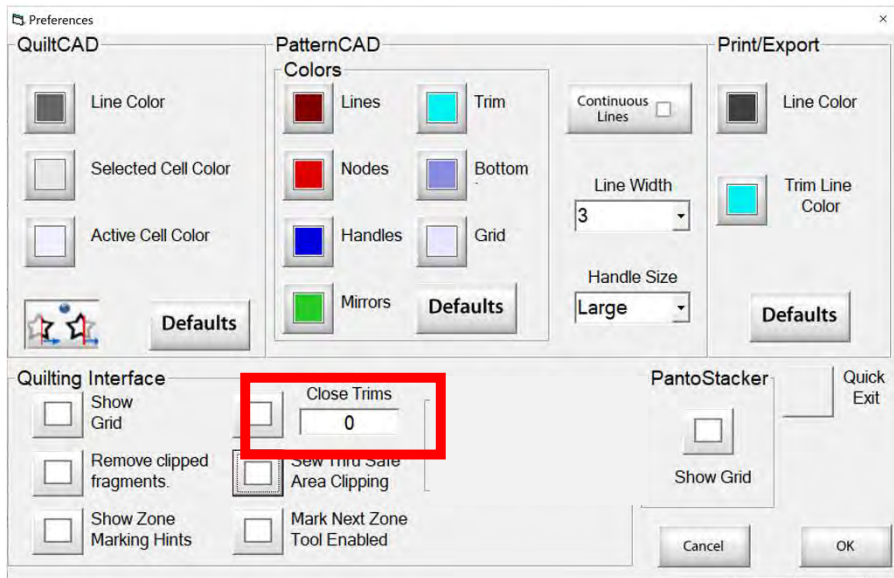 Preferences
QuiltCAD
Line Color
Selected Cell Color
Active Cell Color
Defaults
PatternCAD
Colors
Lines
Trim
Nodes
Bottom
Handles
Grid
Mirrors
Defaults
Continuous
Lines
Line Width
3
Handle Size
Large
Print/Export
Line Color
Trim Line
Color
Defaults
Quilting Interface
Show
Grid
Close Trims
0
Remove clipped
fragments.
Sew Thru Safe
Area Clipping
Show Zone
Marking Hints
Mark Next Zone
Tool Enabled
PantoStacker
Show Grid
Quick
Exit
Cancel
OK